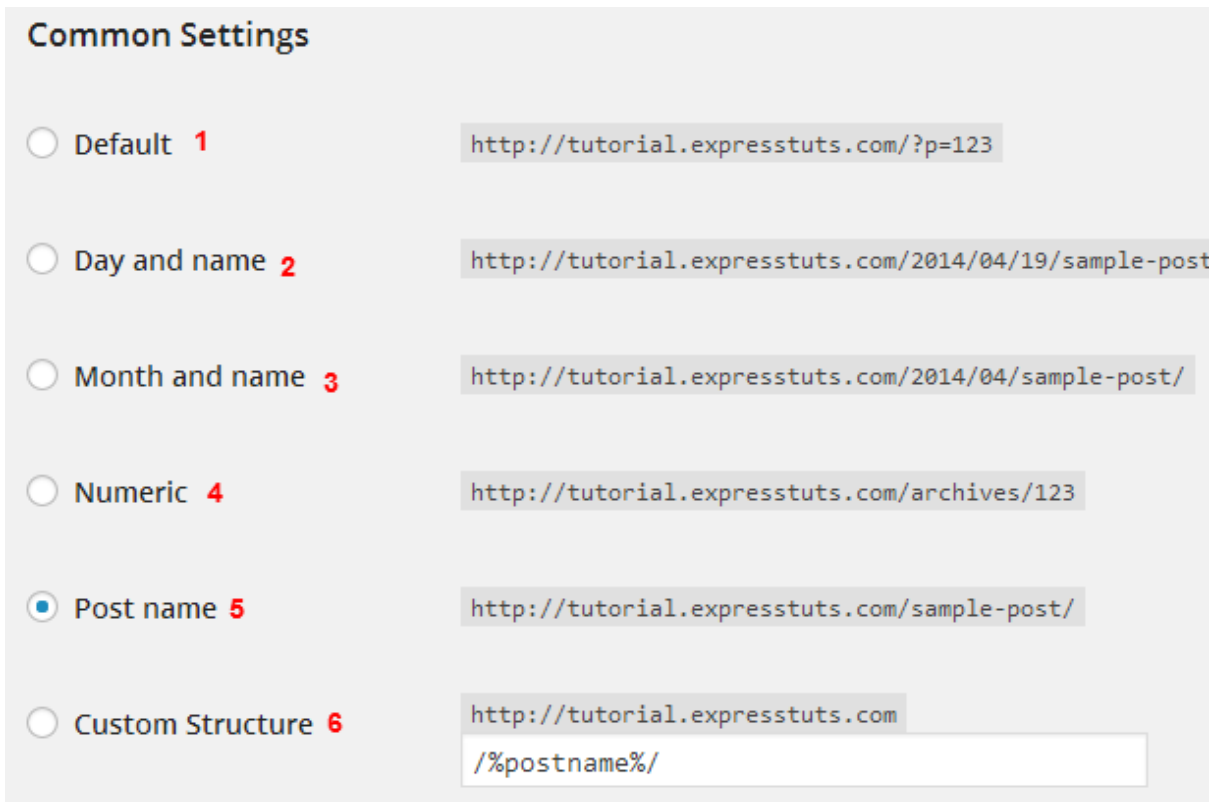 Common Settings
Default 1 http://tutorial.expresstuts.com/?p=123
Day and name 2 http://tutorial.expresstuts.com/2014/04/19/sample-post
Month and name 3 http://tutorial.expresstuts.com/2014/04/sample-post/
Numeric 4 http://tutorial.expresstuts.com/archives/123
Post name 5 http://tutorial.expresstuts.com/sample-post/
Custom Structure 6 http://tutorial.expresstuts.com
/%postname%/